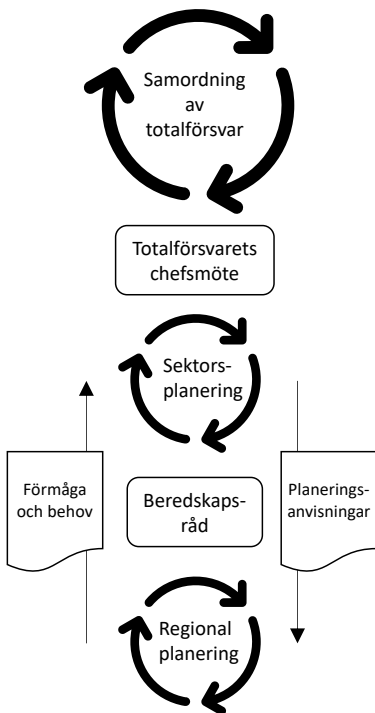 Samordning
av
totalförsvar
Totalförsvarets
chefsmöte
Sektors-
planering
Förmåga
och behov
Beredskaps-
råd
Planerings-
anvisningar
Regional
planering